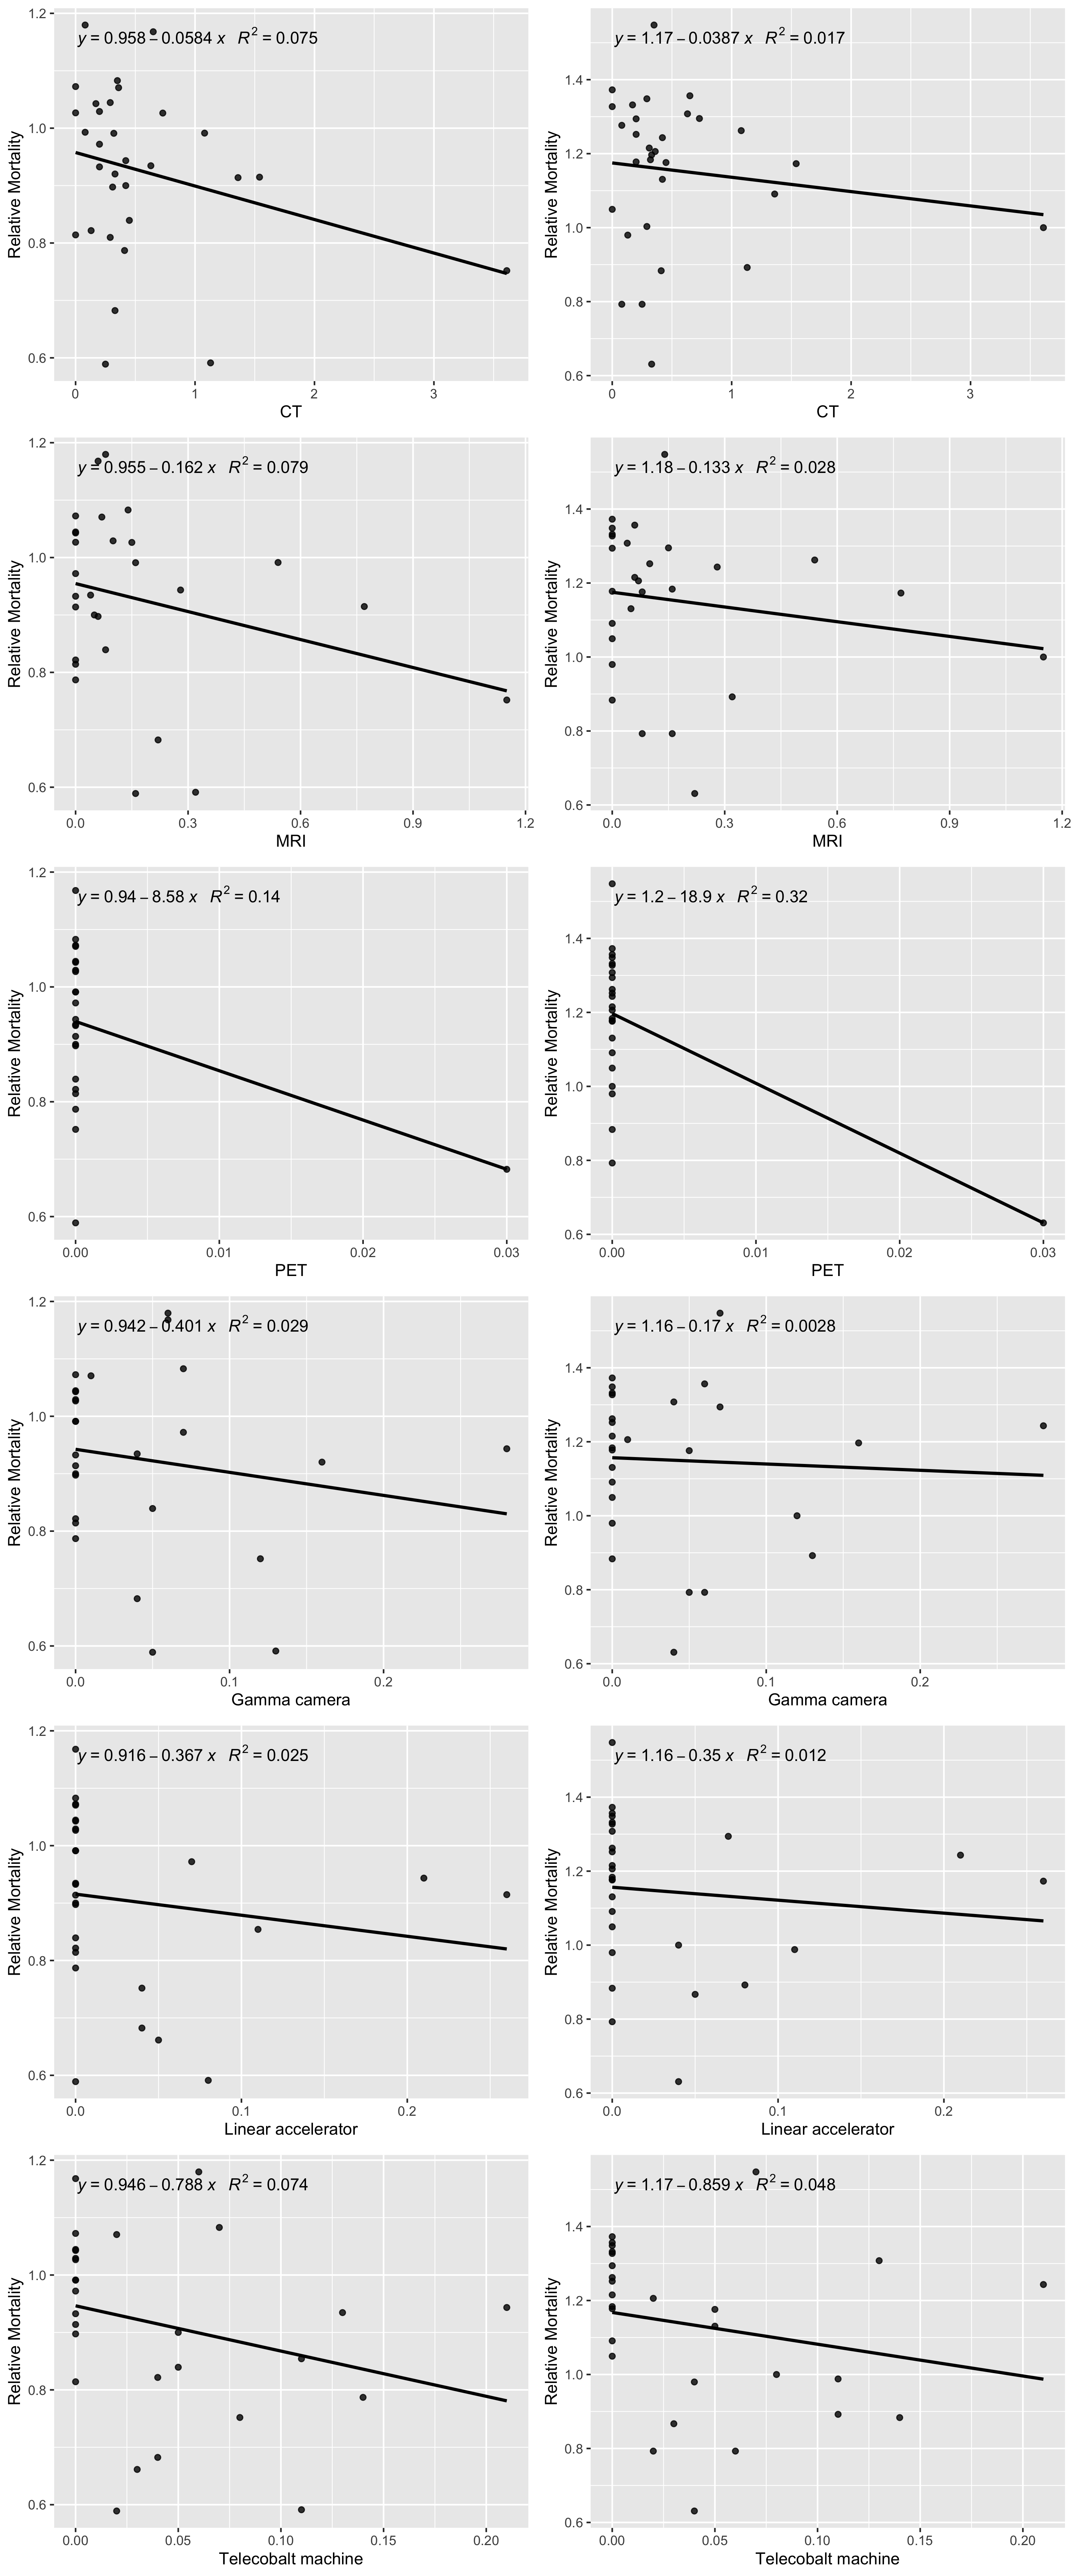 y = 0.958 – 0.0584 x R² = 0.075
Relative Mortality
1.2
1.0
0.8
0.6
0
1
2
3
CT
y = 1.17 – 0.0387 x R² = 0.017
Relative Mortality
1.4
1.2
1.0
0.8
0.6
0
1
2
3
CT
y = 0.955 – 0.162 x R² = 0.079
Relative Mortality
1.2
1.0
0.8
0.6
0.0
0.3
0.6
0.9
1.2
MRI
y = 1.18 – 0.133 x R² = 0.028
Relative Mortality
1.4
1.2
1.0
0.8
0.6
0.0
0.3
0.6
0.9
1.2
MRI
y = 0.94 – 8.58 x R² = 0.14
Relative Mortality
1.2
1.0
0.8
0.6
0.00
0.01
0.02
0.03
PET
y = 1.2 – 18.9 x R² = 0.32
Relative Mortality
1.4
1.2
1.0
0.8
0.6
0.00
0.01
0.02
0.03
PET
y = 0.942 – 0.401 x R² = 0.029
Relative Mortality
1.2
1.0
0.8
0.6
0.0
0.1
0.2
Gamma camera
y = 1.16 – 0.17 x R² = 0.0028
Relative Mortality
1.4
1.2
1.0
0.8
0.6
0.0
0.1
0.2
Gamma camera
y = 0.916 – 0.367 x R² = 0.025
Relative Mortality
1.2
1.0
0.8
0.6
0.0
0.1
0.2
Linear accelerator
y = 1.16 – 0.35 x R² = 0.012
Relative Mortality
1.4
1.2
1.0
0.8
0.6
0.0
0.1
0.2
Linear accelerator
y = 0.946 – 0.788 x R² = 0.074
Relative Mortality
1.2
1.0
0.8
0.6
0.00
0.05
0.10
0.15
0.20
Telecobalt machine
y = 1.17 – 0.859 x R² = 0.048
Relative Mortality
1.4
1.2
1.0
0.8
0.6
0.00
0.05
0.10
0.15
0.20
Telecobalt machine